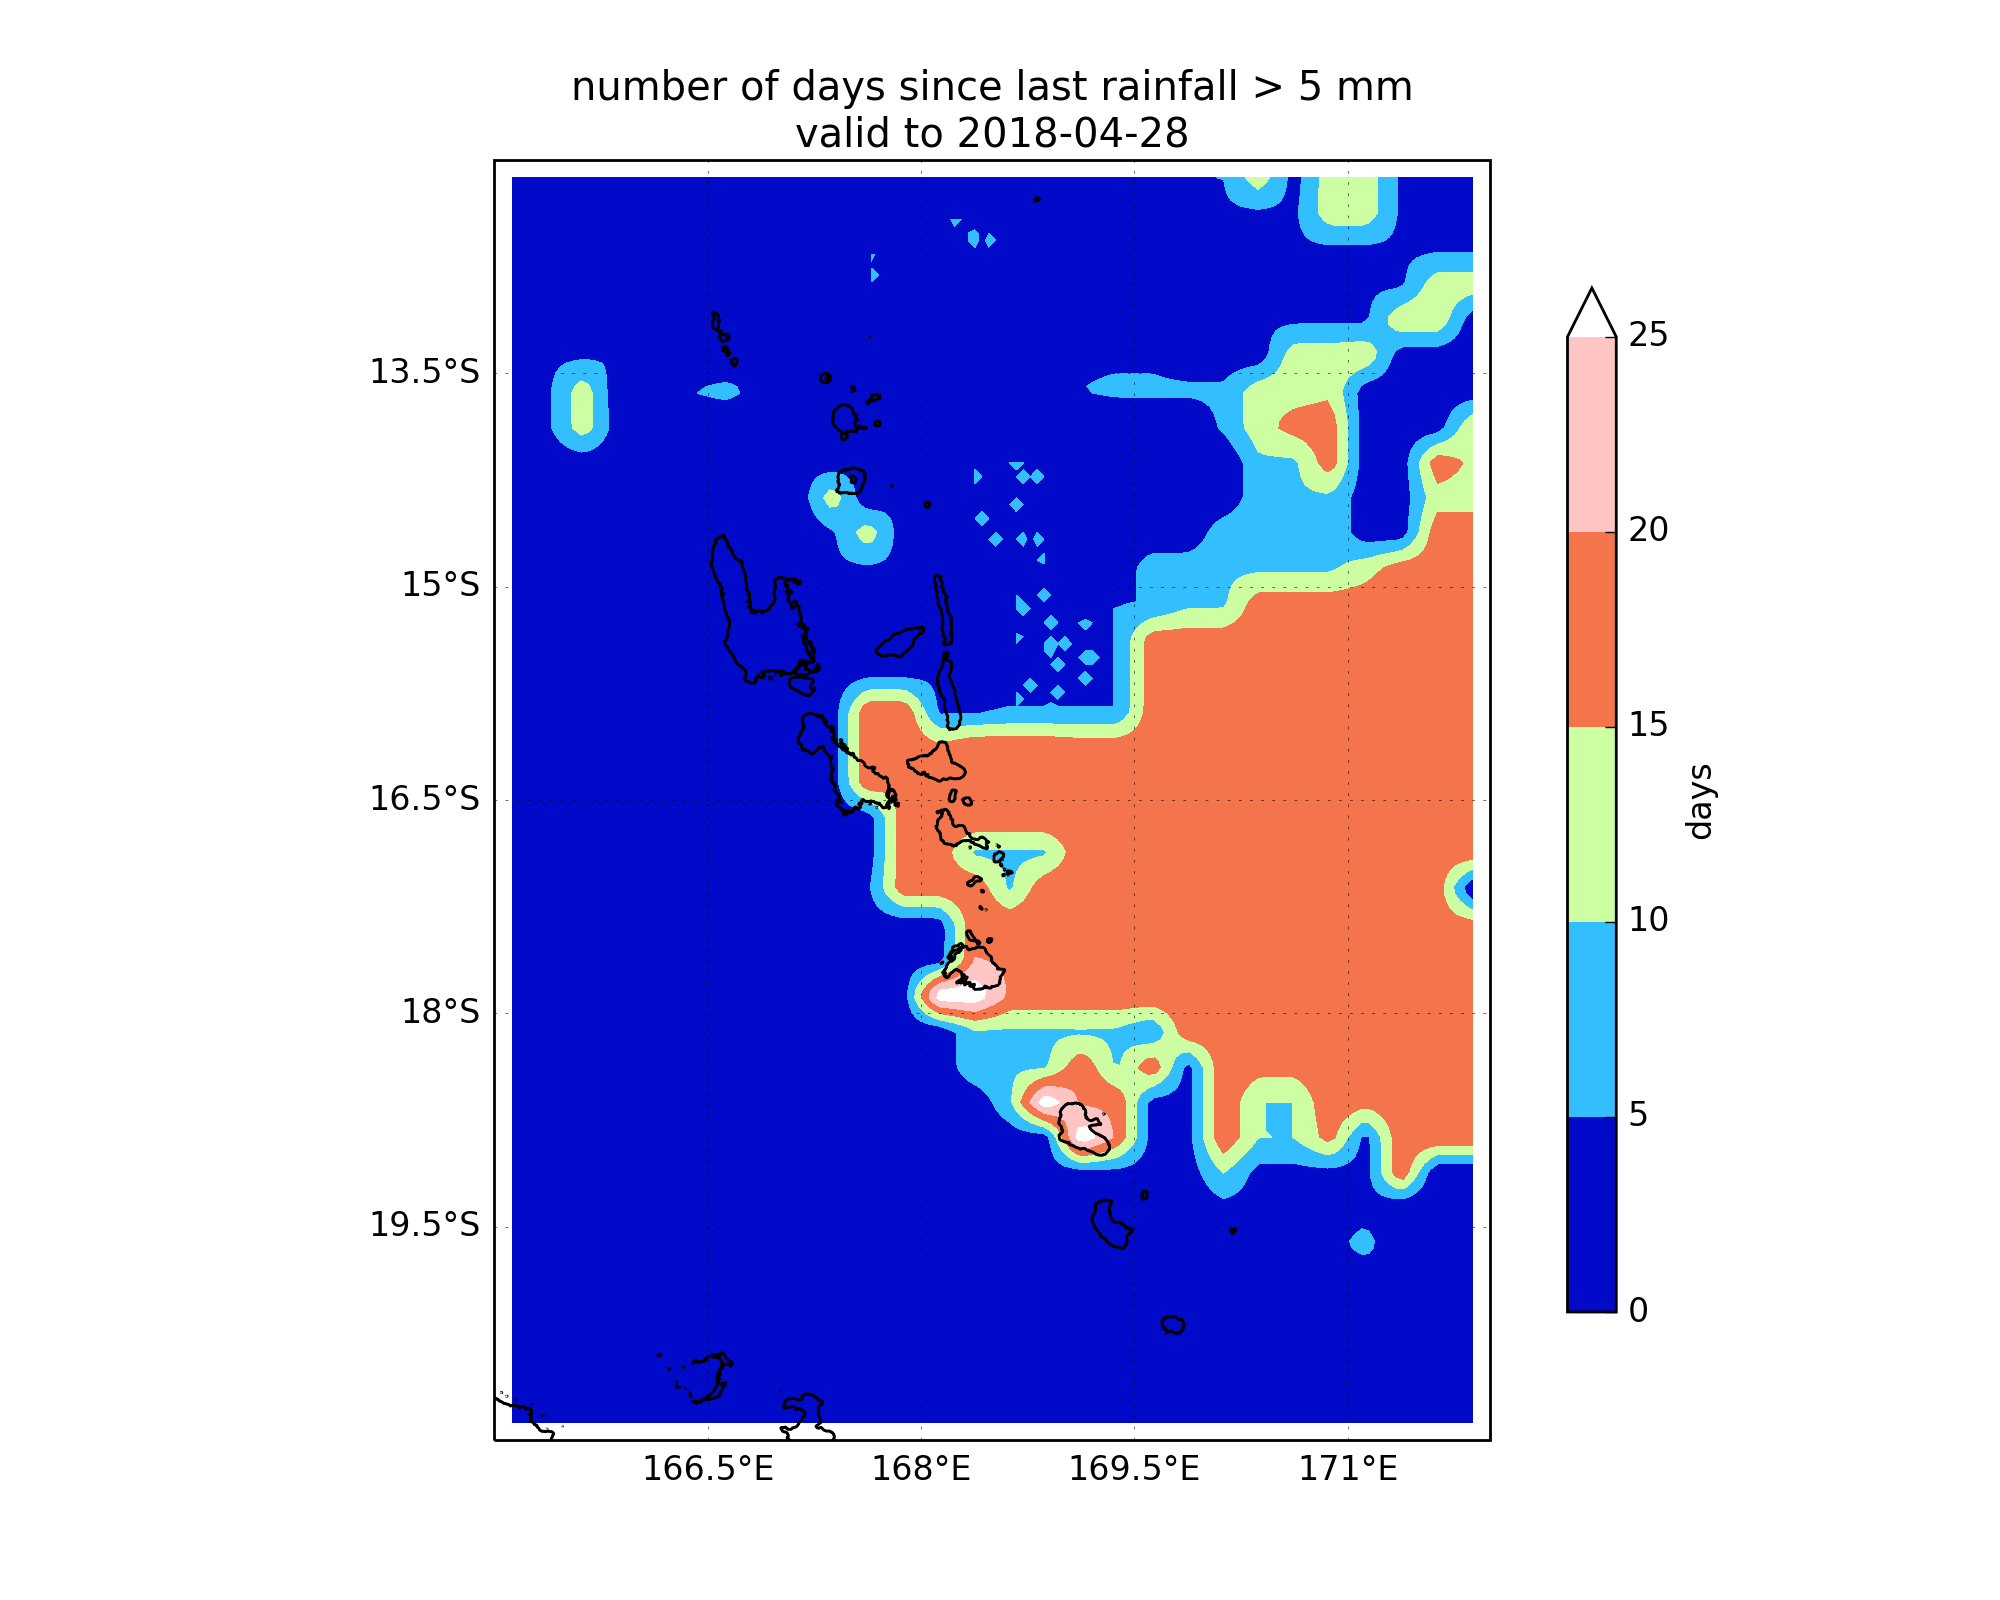 number of days since last rainfall > 5 mm
valid to 2018-04-28
13.5°S
15°S
16.5°S
18°S
19.5°S
166.5°E
168°E
169.5°E
171°E
25
20
15
10
5
0
days